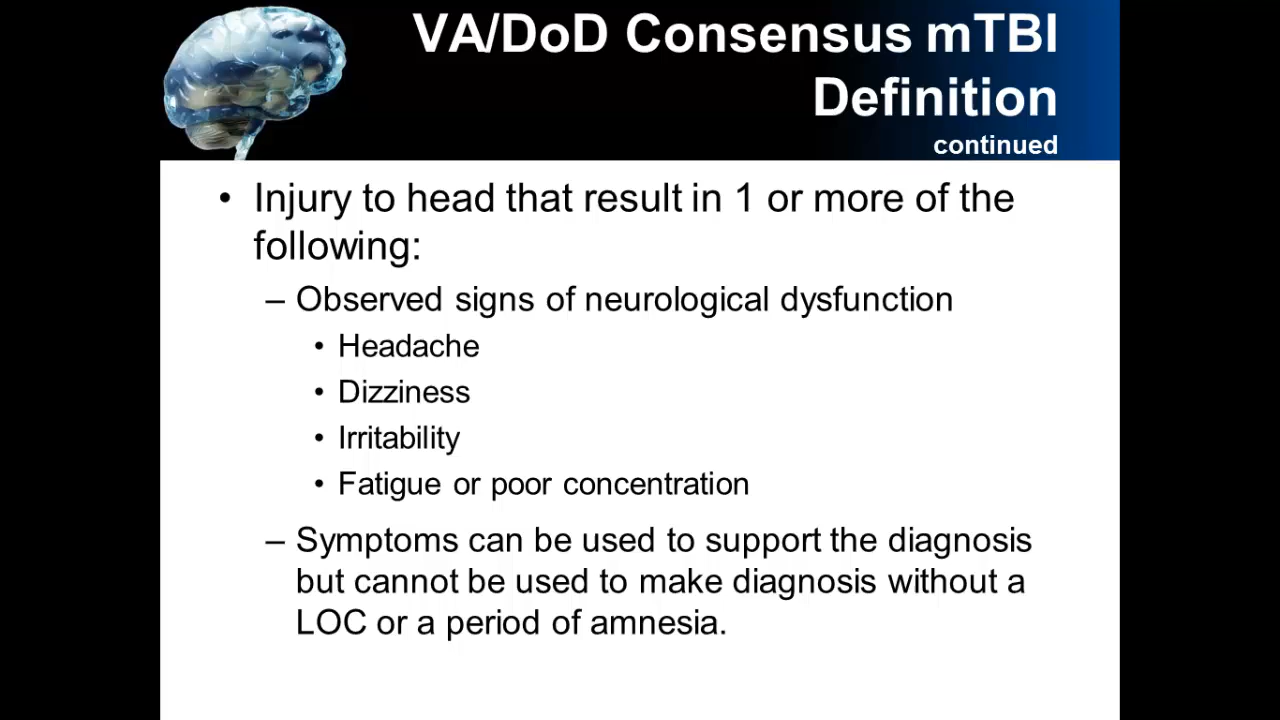 VA/DoD Consensus mTBI
Definition
continued
• Injury to head that result in 1 or more of the
following:
– Observed signs of neurological dysfunction
• Headache
• Dizziness
• Irritability
• Fatigue or poor concentration
– Symptoms can be used to support the diagnosis
but cannot be used to make diagnosis without a
LOC or a period of amnesia.